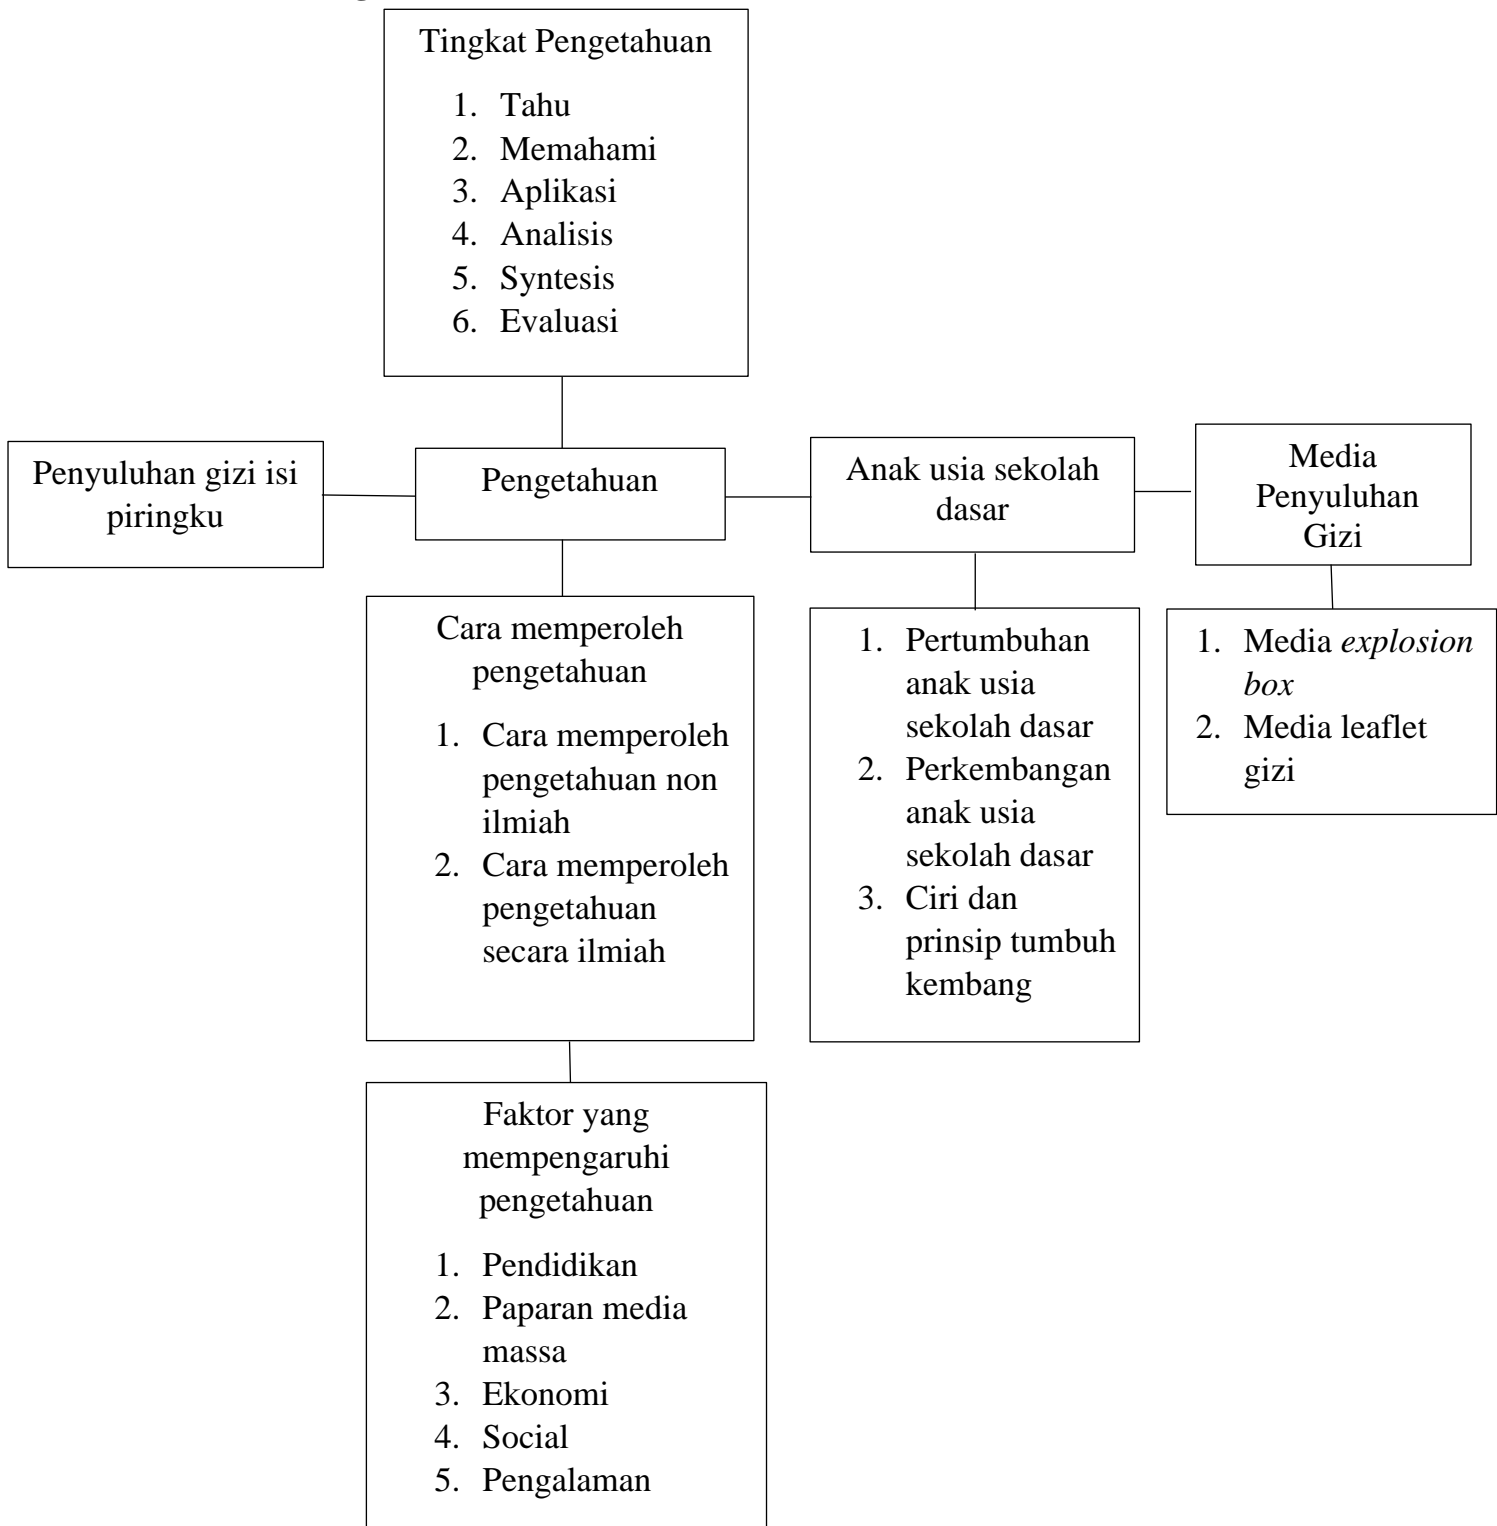 Tingkat Pengetahuan
1. Tahu
2. Memahami
3. Aplikasi
4. Analisis
5. Syntesis
6. Evaluasi
Penyuluhan gizi isi
piringku
Pengetahuan
Anak usia sekolah
dasar
Media
Penyuluhan
Gizi
Cara memperoleh
pengetahuan
1. Cara memperoleh
pengetahuan non
ilmiah
2. Cara memperoleh
pengetahuan
secara ilmiah
1. Pertumbuhan
anak usia
sekolah dasar
2. Perkembangan
anak usia
sekolah dasar
3. Ciri dan
prinsip tumbuh
kembang
1. Media explosion
box
2. Media leaflet
gizi
Faktor yang
mempengaruhi
pengetahuan
1. Pendidikan
2. Paparan media
massa
3. Ekonomi
4. Social
5. Pengalaman